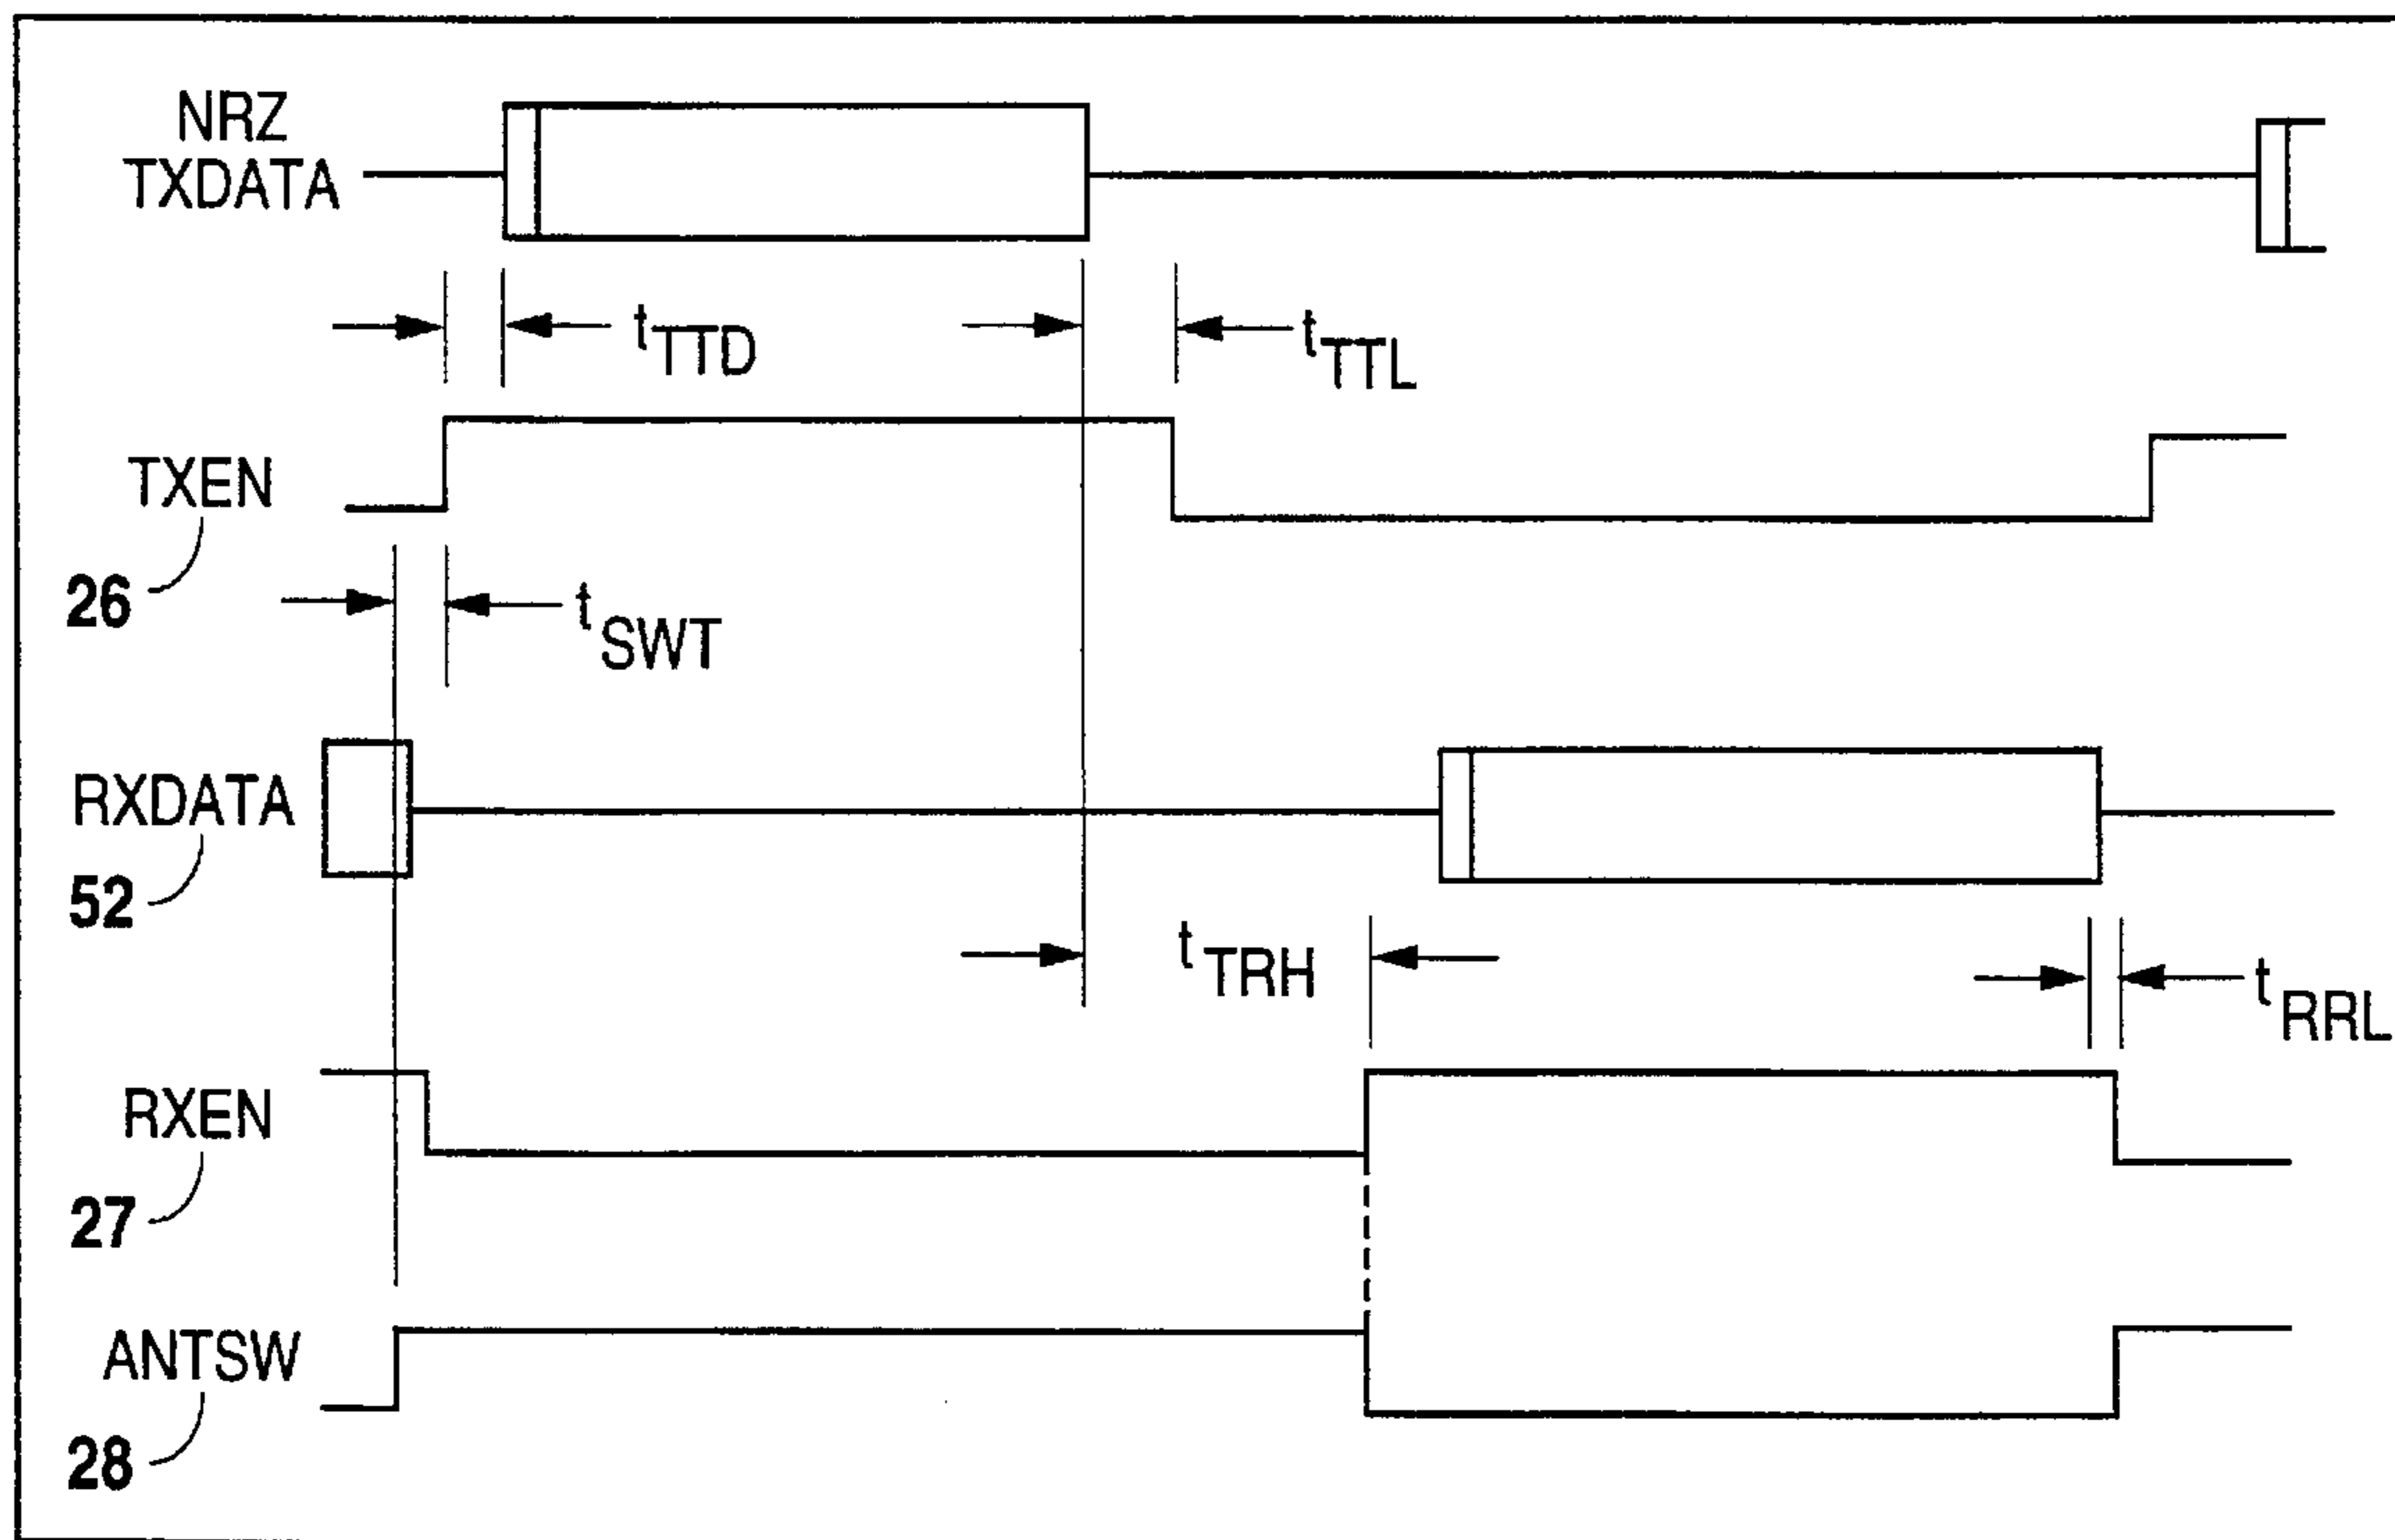 NRZ
TXDATA
tTTD
tTTL
TXEN
26
tSWT
RXDATA
52
tTRH
tRRL
RXEN
27
ANTSW
28